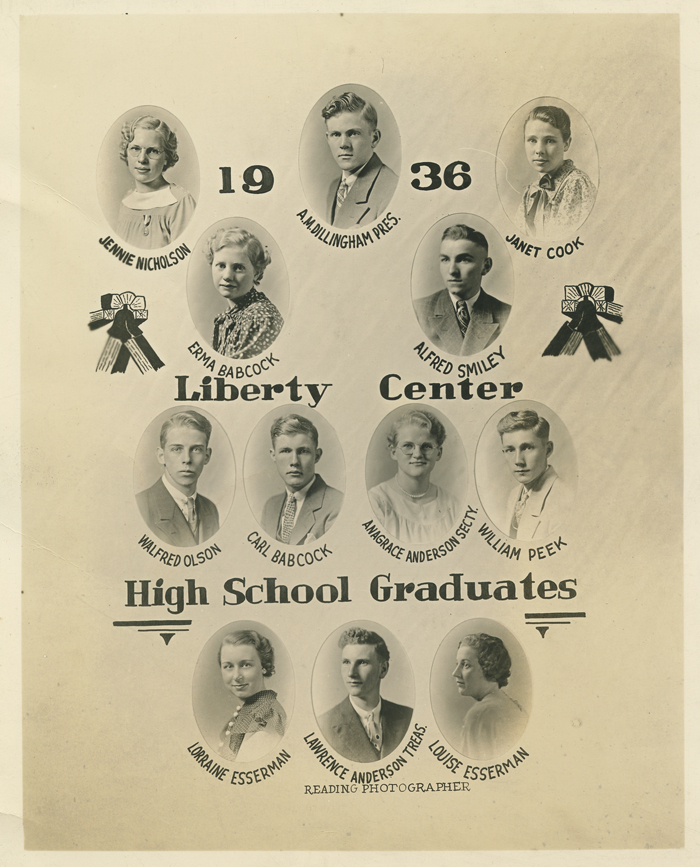 19 36
JENNIE NICHOLSON
A.M. DILLINGHAM PRES.
JANET COOK
ERMA BABCOCK
ALFRED SMILEY
Liberty Center
WALFRED OLSON
CARL BABCOCK
ANAGRACE ANDERSON SECTY.
WILLIAM PEEK
High School Graduates
LORRAINE ESSERMAN
LAWRENCE ANDERSON TREAS.
LOUISE ESSERMAN
READING PHOTOGRAPHER